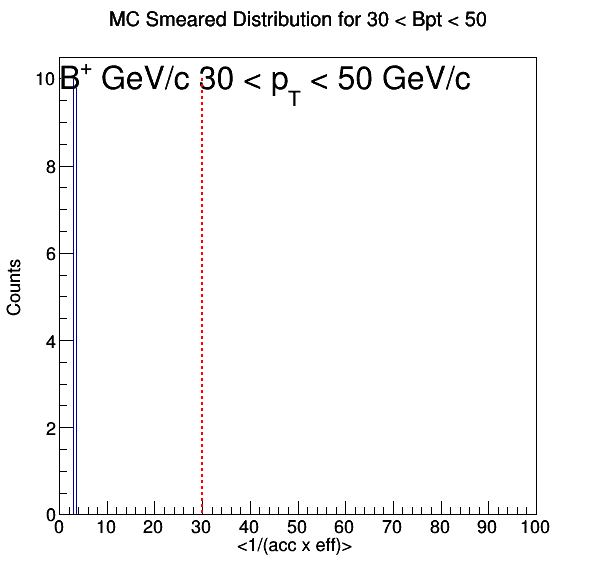 MC Smeared Distribution for 30 < Bpt < 50
B⁺ GeV/c 30 < p_T < 50 GeV/c
10
8
6
4
2
0
Counts
0 10 20 30 40 50 60 70 80 90 100
<1/(acc x eff)>